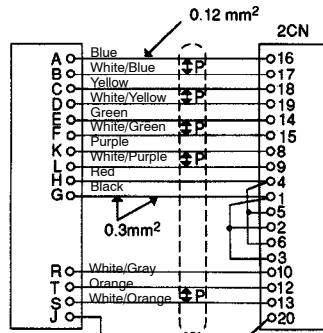 0.12 mm²
2CN
A Blue 16
B White/Blue P 17
C Yellow 18
D White/Yellow P 19
E Green 14
F White/Green P 15
K Purple 8
L White/Purple P 9
H Red 4
G Black 1
5
0.3mm² 2
6
3
R White/Gray 10
T Orange 12
S White/Orange P 13
J 20